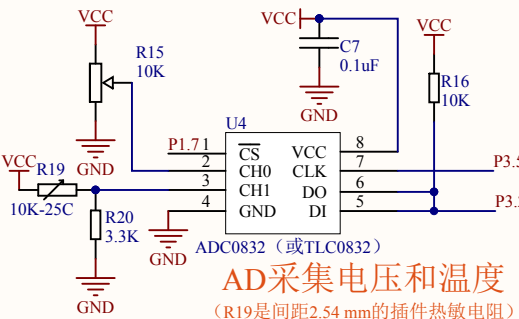 VCC
R15
10K
GND
VCC
C7
0.1uF
GND
VCC
R16
10K
U4
P1.7
1
CS
2
CH0
3
CH1
4
GND
8
VCC
7
CLK
6
DO
5
DI
P3.5
VCC
R19
10K-25C
R20
3.3K
GND
GND
ADC0832（或TLC0832）
AD采集电压和温度
（R19是间距2.54 mm的插件热敏电阻）